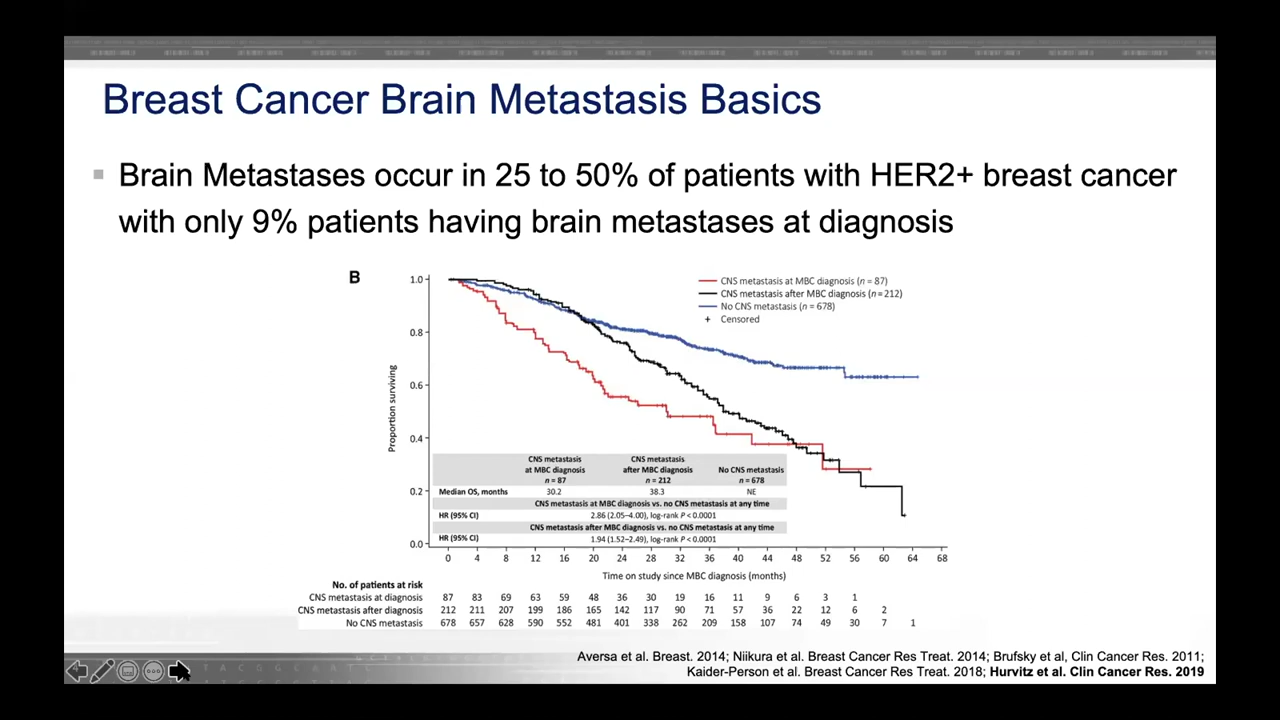 Breast Cancer Brain Metastasis Basics
Brain Metastases occur in 25 to 50% of patients with HER2+ breast cancer
with only 9% patients having brain metastases at diagnosis
B
CNS metastasis at MBC diagnosis (n = 87)
CNS metastasis after MBC diagnosis (n = 212)
No CNS metastasis (n = 678)
+ Censored
Proportion surviving
1.0
0.8
0.6
0.4
0.2
0.0
CNS metastasis at MBC diagnosis n = 87
CNS metastasis after MBC diagnosis n = 212
No CNS metastasis n = 678
Median OS, months 30.2 38.3 NE
CNS metastasis at MBC diagnosis vs. no CNS metastasis at any time
HR (95% CI) 2.86 (2.05–4.00), log-rank P < 0.0001
CNS metastasis after MBC diagnosis vs. no CNS metastasis at any time
HR (95% CI) 1.94 (1.52–2.49), log-rank P < 0.0001
0 4 8 12 16 20 24 28 32 36 40 44 48 52 56 60 64 68
Time on study since MBC diagnosis (months)
No. of patients at risk
CNS metastasis at diagnosis 87 83 69 63 59 48 36 30 19 16 11 9 6 3 1
CNS metastasis after diagnosis 212 211 207 199 186 165 142 117 90 71 57 36 22 12 6 2
No CNS metastasis 678 657 628 590 552 481 401 338 262 209 158 107 74 49 30 7 1
Aversa et al. Breast. 2014; Niikura et al. Breast Cancer Res Treat. 2014; Brufsky et al, Clin Cancer Res. 2011;
Kaider-Person et al. Breast Cancer Res Treat. 2018; Hurvitz et al. Clin Cancer Res. 2019